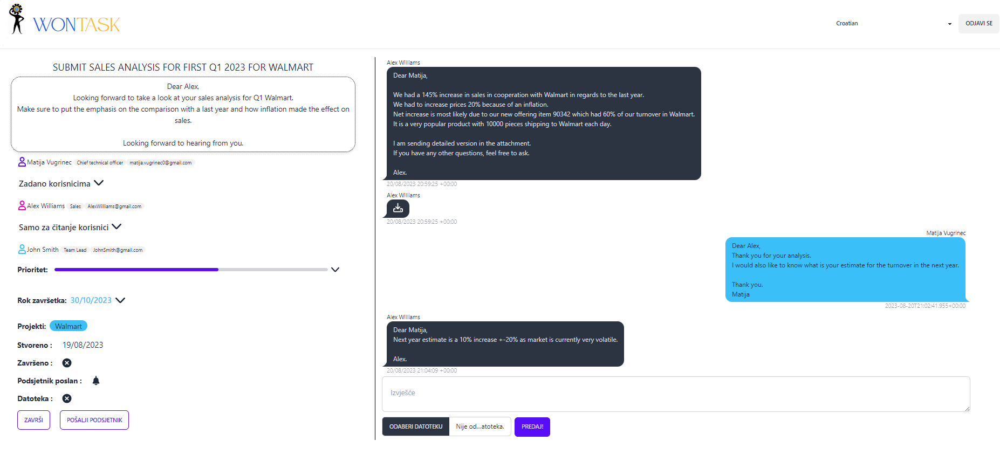 WONTASK
Croatian
ODJAVI SE
SUBMIT SALES ANALYSIS FOR FIRST Q1 2023 FOR WALMART
Dear Alex,
Looking forward to take a look at your sales analysis for Q1 Walmart.
Make sure to put the emphasis on the comparison with a last year and how inflation made the effect on
sales.
Looking forward to hearing from you.
Matija Vugrinec Chief technical officer matija.vugrinec0@gmail.com
Zadano korisnicima
Alex Williams Sales AlexWilliams@gmail.com
Samo za čitanje korisnici
John Smith Team Lead JohnSmith@gmail.com
Prioritet:
Rok završetka: 30/10/2023
Projekti: Walmart
Stvoreno : 19/08/2023
Završeno :
Podsjetnik poslan :
Datoteka :
ZAVRŠI POŠALJI PODSJETNIK
Alex Williams
Dear Matija,
We had a 145% increase in sales in cooperation with Walmart in regards to the last year.
We had to increase prices 20% because of an inflation.
Net increase is most likely due to our new offering item 90342 which had 60% of our turnover in Walmart.
It is a very popular product with 10000 pieces shipping to Walmart each day.
I am sending detailed version in the attachment.
If you have any other questions, feel free to ask.
Alex.
20/08/2023 20:59:25 +00:00
Alex Williams
20/08/2023 20:59:25 +00:00
Matija Vugrinec
Dear Alex,
Thank you for your analysis.
I would also like to know what is your estimate for the turnover in the next year.
Thank you.
Matija
2023-08-20T21:02:41.955+00:00
Alex Williams
Dear Matija,
Next year estimate is a 10% increase +-20% as market is currently very volatile.
Alex.
20/08/2023 21:04:09 +00:00
Izvješće
ODABERI DATOTEKU Nije od...atoteka. PREDAJ!